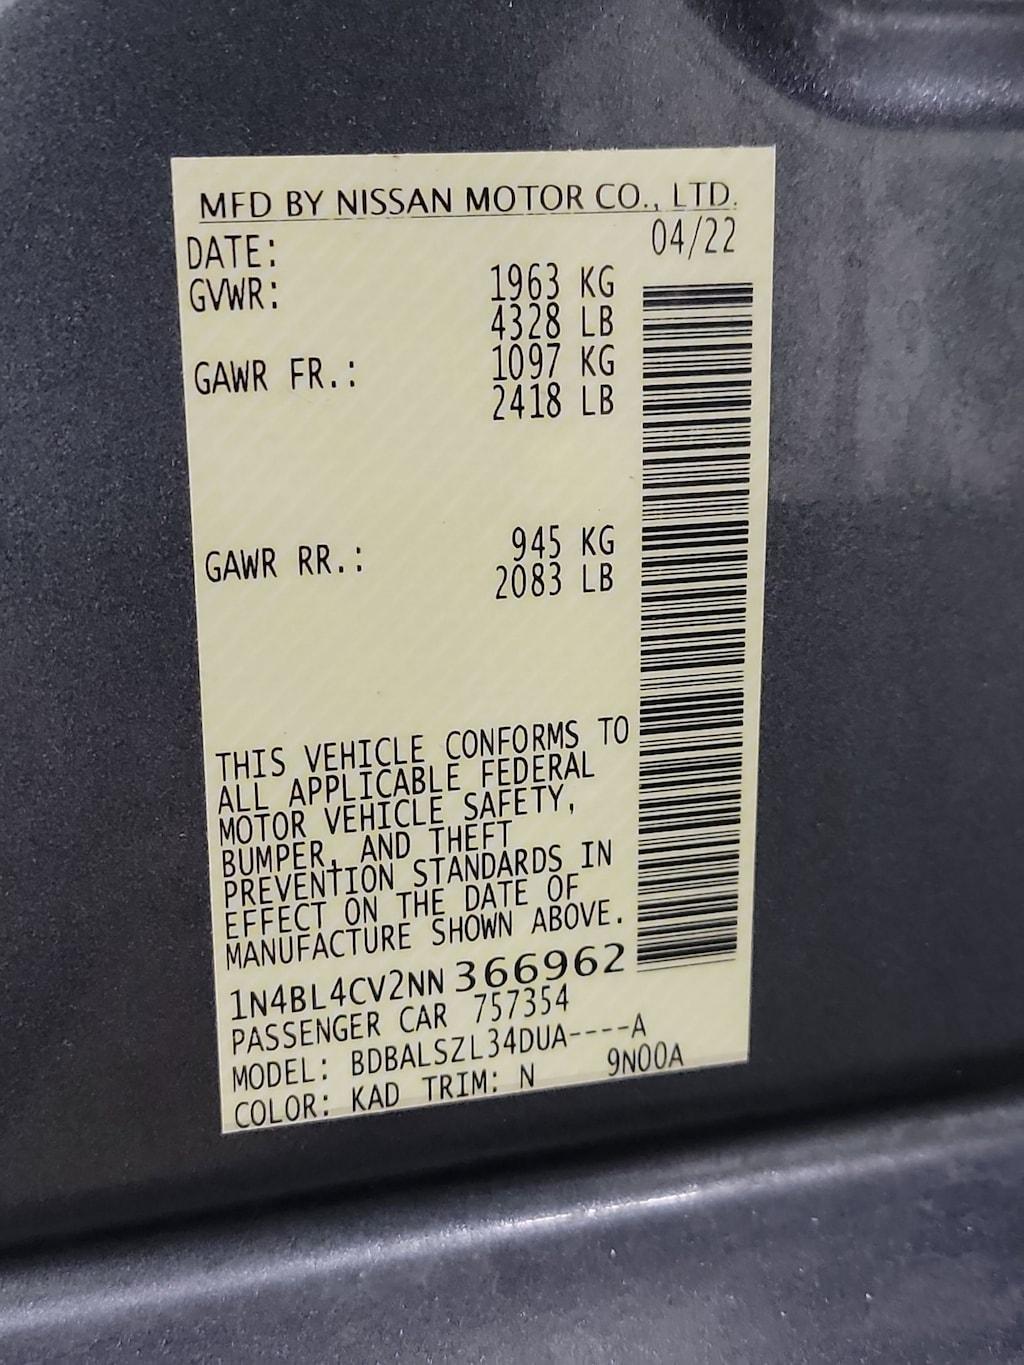 MFD BY NISSAN MOTOR CO., LTD.
DATE: 04/22
GVWR: 1963 KG
4328 LB
GAWR FR.: 1097 KG
2418 LB
GAWR RR.: 945 KG
2083 LB
THIS VEHICLE CONFORMS TO
ALL APPLICABLE FEDERAL
MOTOR VEHICLE SAFETY,
BUMPER, AND THEFT
PREVENTION STANDARDS IN
EFFECT ON THE DATE OF
MANUFACTURE SHOWN ABOVE.
1N4BL4CV2NN366962
PASSENGER CAR 757354
MODEL: BDBALSZL34DUA----A
COLOR: KAD TRIM: N 9N00A